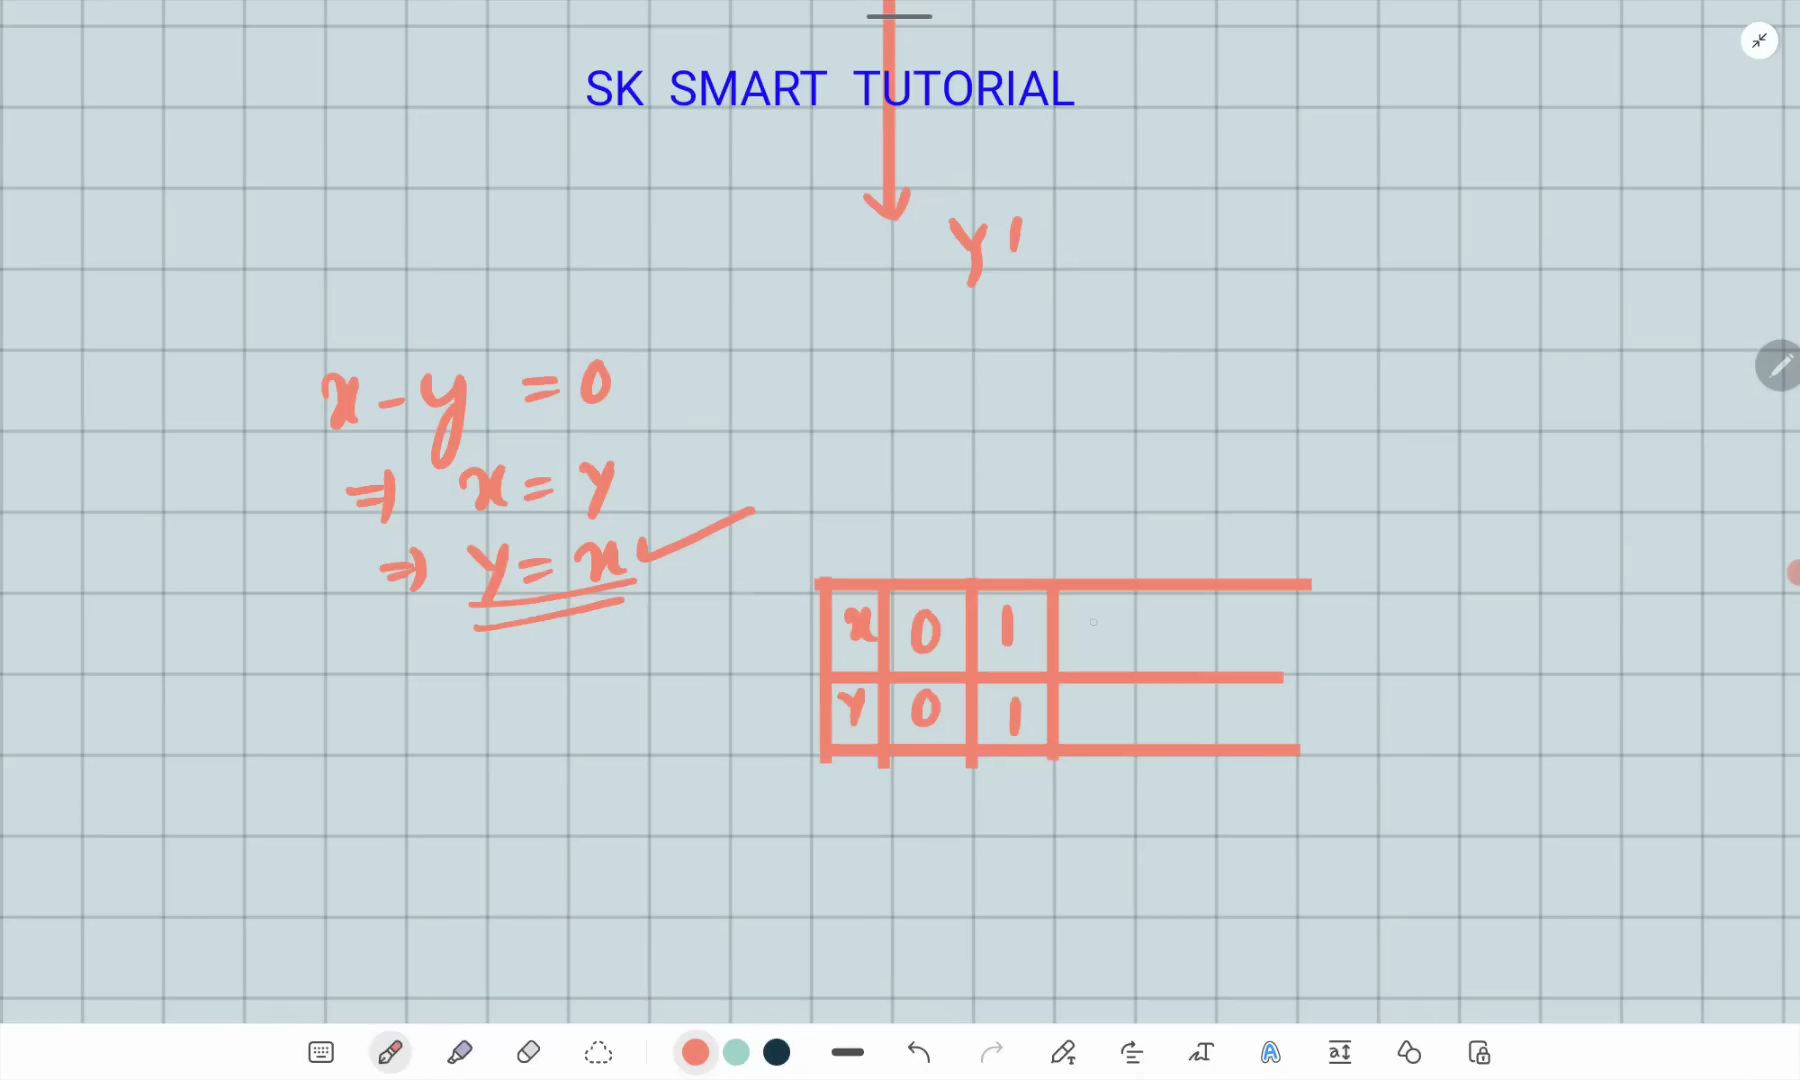 SK SMART TUTORIAL
Y'
x - y = 0
⇒ x = y
⇒ y = x
x 0 1
Y 0 1